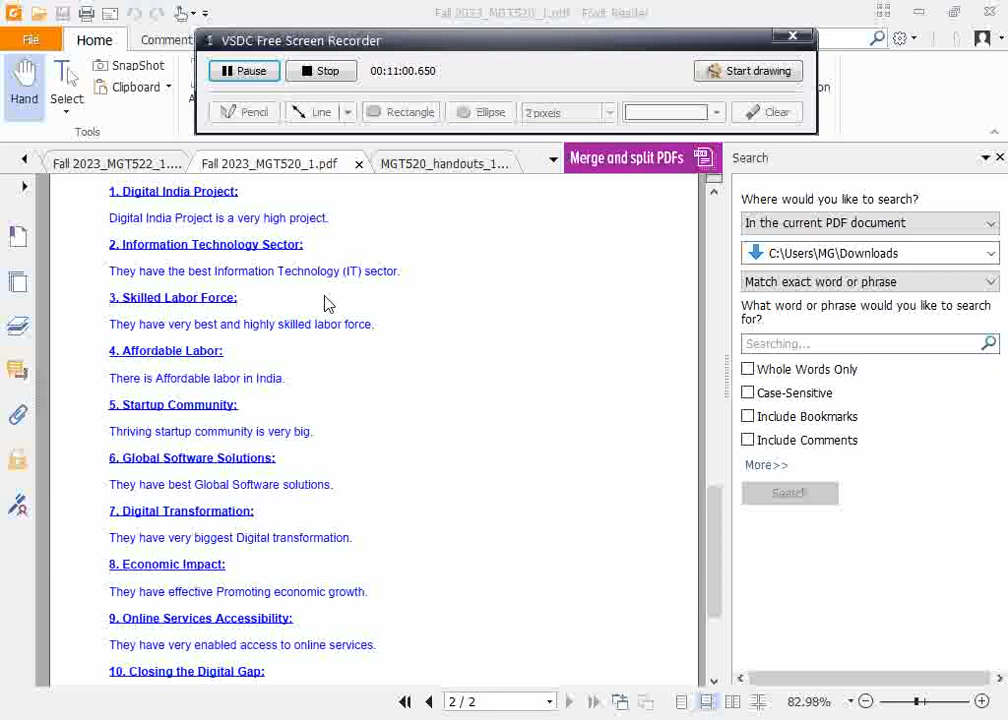 Fall 2023_MGT520_1.pdf - Foxit Reader
VSDC Free Screen Recorder
File
Home
Comment
Pause
Stop
00:11:00.650
Start drawing
Pencil
Line
Rectangle
Ellipse
2 pixels
Clear
Hand
Select
SnapShot
Clipboard
Tools
Fall 2023_MGT522_1....
Fall 2023_MGT520_1.pdf
MGT520_handouts_1...
Merge and split PDFs
PDF
Search
1. Digital India Project:
Digital India Project is a very high project.
2. Information Technology Sector:
They have the best Information Technology (IT) sector.
3. Skilled Labor Force:
They have very best and highly skilled labor force.
4. Affordable Labor:
There is Affordable labor in India.
5. Startup Community:
Thriving startup community is very big.
6. Global Software Solutions:
They have best Global Software solutions.
7. Digital Transformation:
They have very biggest Digital transformation.
8. Economic Impact:
They have effective Promoting economic growth.
9. Online Services Accessibility:
They have very enabled access to online services.
10. Closing the Digital Gap:
Where would you like to search?
In the current PDF document
C:\Users\MG\Downloads
Match exact word or phrase
What word or phrase would you like to search
for?
Searching...
Whole Words Only
Case-Sensitive
Include Bookmarks
Include Comments
More>>
Search
2 / 2
82.98%